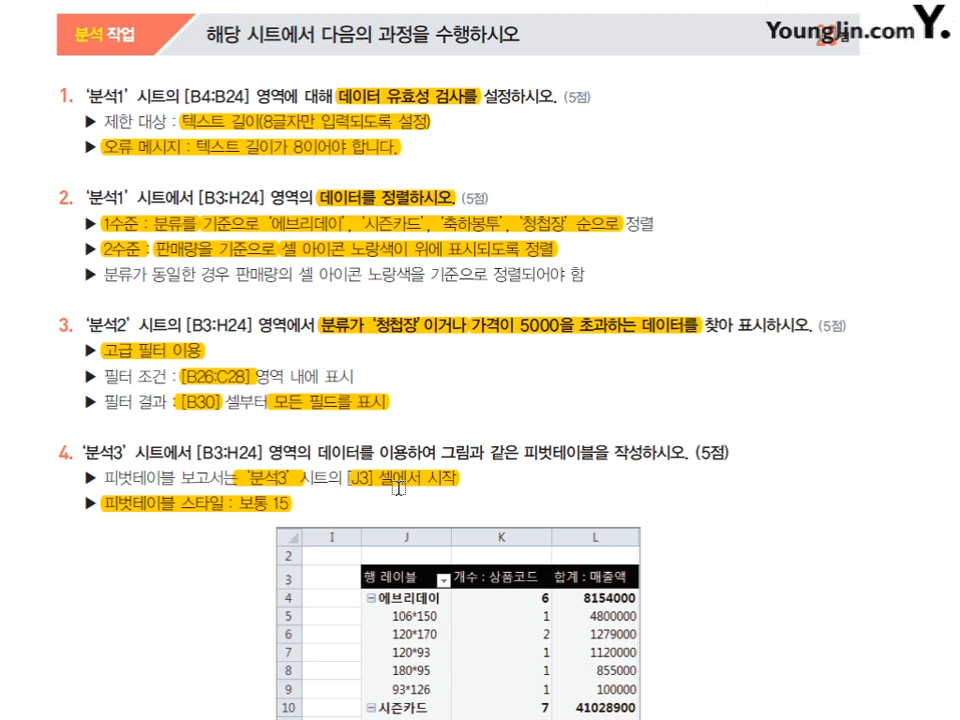 분석 작업
해당 시트에서 다음의 과정을 수행하시오
Younglin.com Y.
1. ‘분석1’ 시트의 [B4:B24] 영역에 대해 데이터 유효성 검사를 설정하시오. (5점)
▶ 제한 대상 : 텍스트 길이(8글자만 입력되도록 설정)
▶ 오류 메시지 : 텍스트 길이가 8이어야 합니다.
2. ‘분석1’ 시트에서 [B3:H24] 영역의 데이터를 정렬하시오. (5점)
▶ 1수준 : 분류를 기준으로 ‘에브리데이’, ‘시즌카드’, ‘축하봉투’, ‘청첩장’ 순으로 정렬
▶ 2수준 : 판매량을 기준으로 셀 아이콘 노랑색이 위에 표시되도록 정렬
▶ 분류가 동일한 경우 판매량의 셀 아이콘 노랑색을 기준으로 정렬되어야 함
3. ‘분석2’ 시트의 [B3:H24] 영역에서 분류가 ‘청첩장’이거나 가격이 5000을 초과하는 데이터를 찾아 표시하시오. (5점)
▶ 고급 필터 이용
▶ 필터 조건 : [B26:C28] 영역 내에 표시
▶ 필터 결과 : [B30] 셀부터 모든 필드를 표시
4. ‘분석3’ 시트에서 [B3:H24] 영역의 데이터를 이용하여 그림과 같은 피벗테이블을 작성하시오. (5점)
▶ 피벗테이블 보고서는 ‘분석3’ 시트의 [J3] 셀에서 시작
▶ 피벗테이블 스타일 : 보통 15
I J K L
2
3 행 레이블 개수 : 상품코드 합계 : 매출액
4 에브리데이 6 8154000
5 106*150 1 4800000
6 120*170 2 1279000
7 120*93 1 1120000
8 180*95 1 855000
9 93*126 1 100000
10 시즌카드 7 41028900